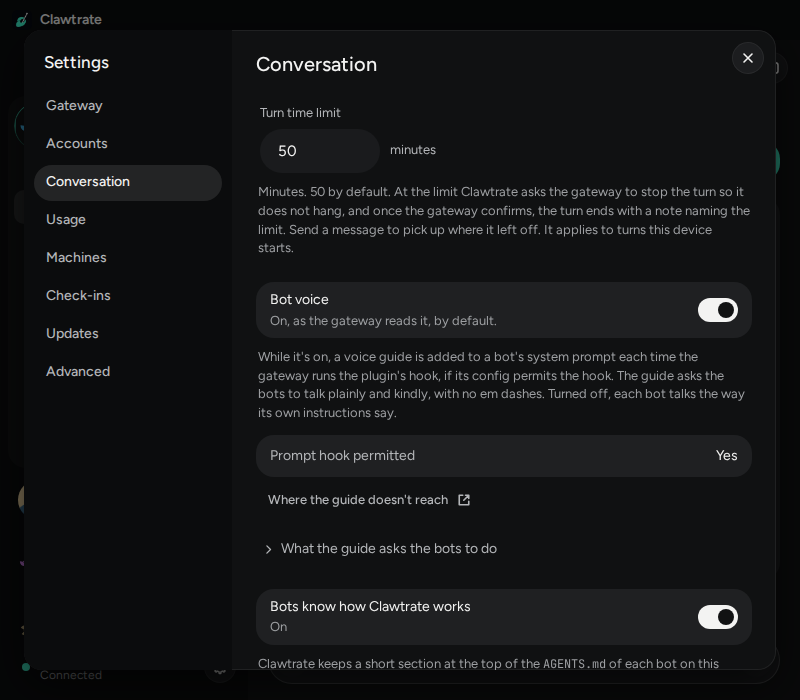 Clawtrate
Settings
Gateway
Accounts
Conversation
Usage
Machines
Check-ins
Updates
Advanced
Conversation
Turn time limit
50 minutes
Minutes. 50 by default. At the limit Clawtrate asks the gateway to stop the turn so it
does not hang, and once the gateway confirms, the turn ends with a note naming the
limit. Send a message to pick up where it left off. It applies to turns this device
starts.
Bot voice
On, as the gateway reads it, by default.
While it's on, a voice guide is added to a bot's system prompt each time the
gateway runs the plugin's hook, if its config permits the hook. The guide asks the
bots to talk plainly and kindly, with no em dashes. Turned off, each bot talks the way
its own instructions say.
Prompt hook permitted Yes
Where the guide doesn't reach
What the guide asks the bots to do
Bots know how Clawtrate works
On
Clawtrate keeps a short section at the top of the AGENTS.md of each bot on this
Connected